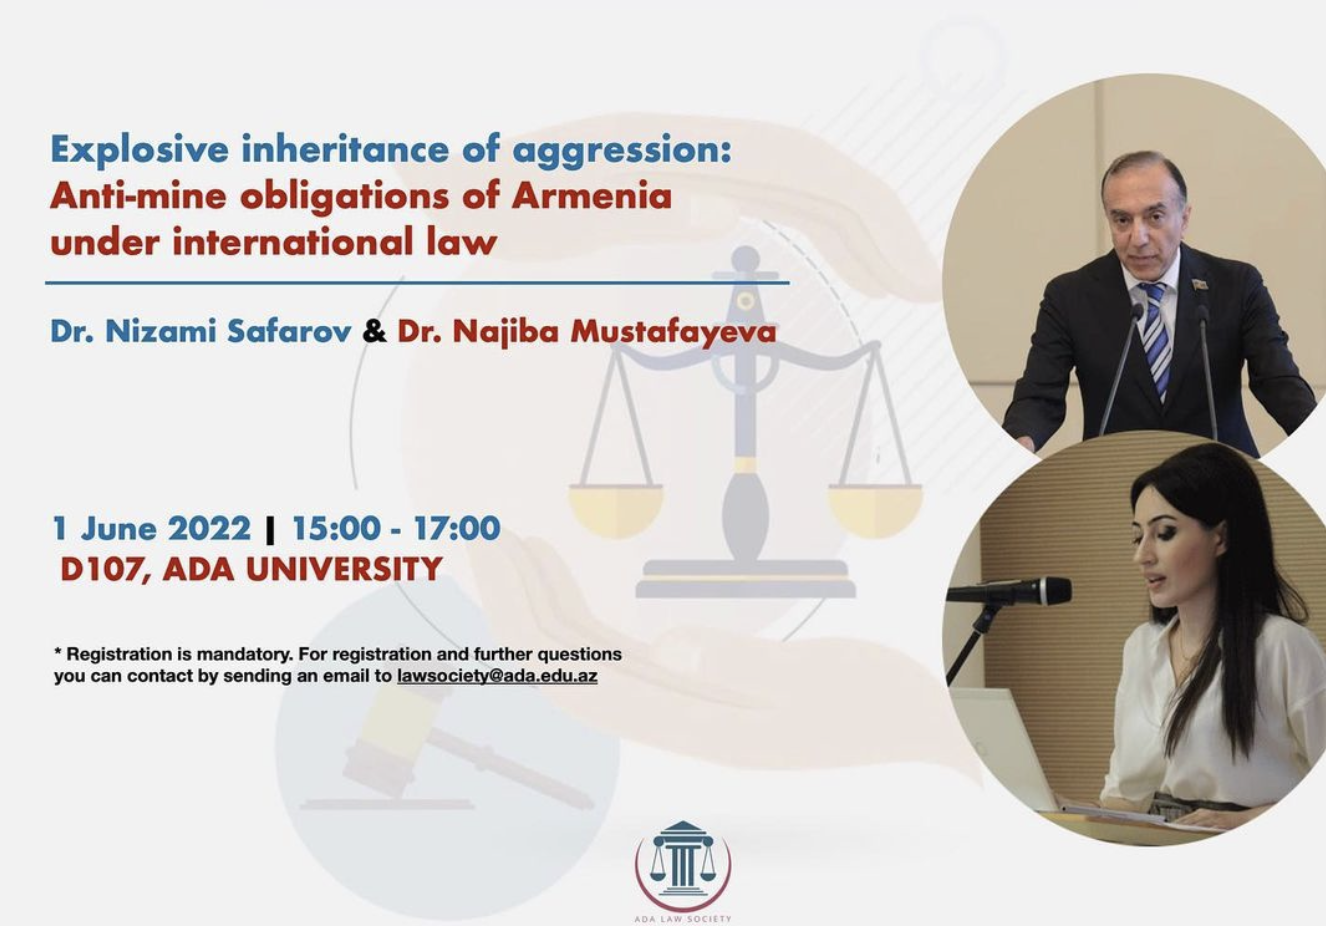 Explosive inheritance of aggression:
Anti-mine obligations of Armenia
under international law
Dr. Nizami Safarov & Dr. Najiba Mustafayeva
1 June 2022 | 15:00 - 17:00
D107, ADA UNIVERSITY
* Registration is mandatory. For registration and further questions
you can contact by sending an email to lawsociety@ada.edu.az
ADA LAW SOCIETY